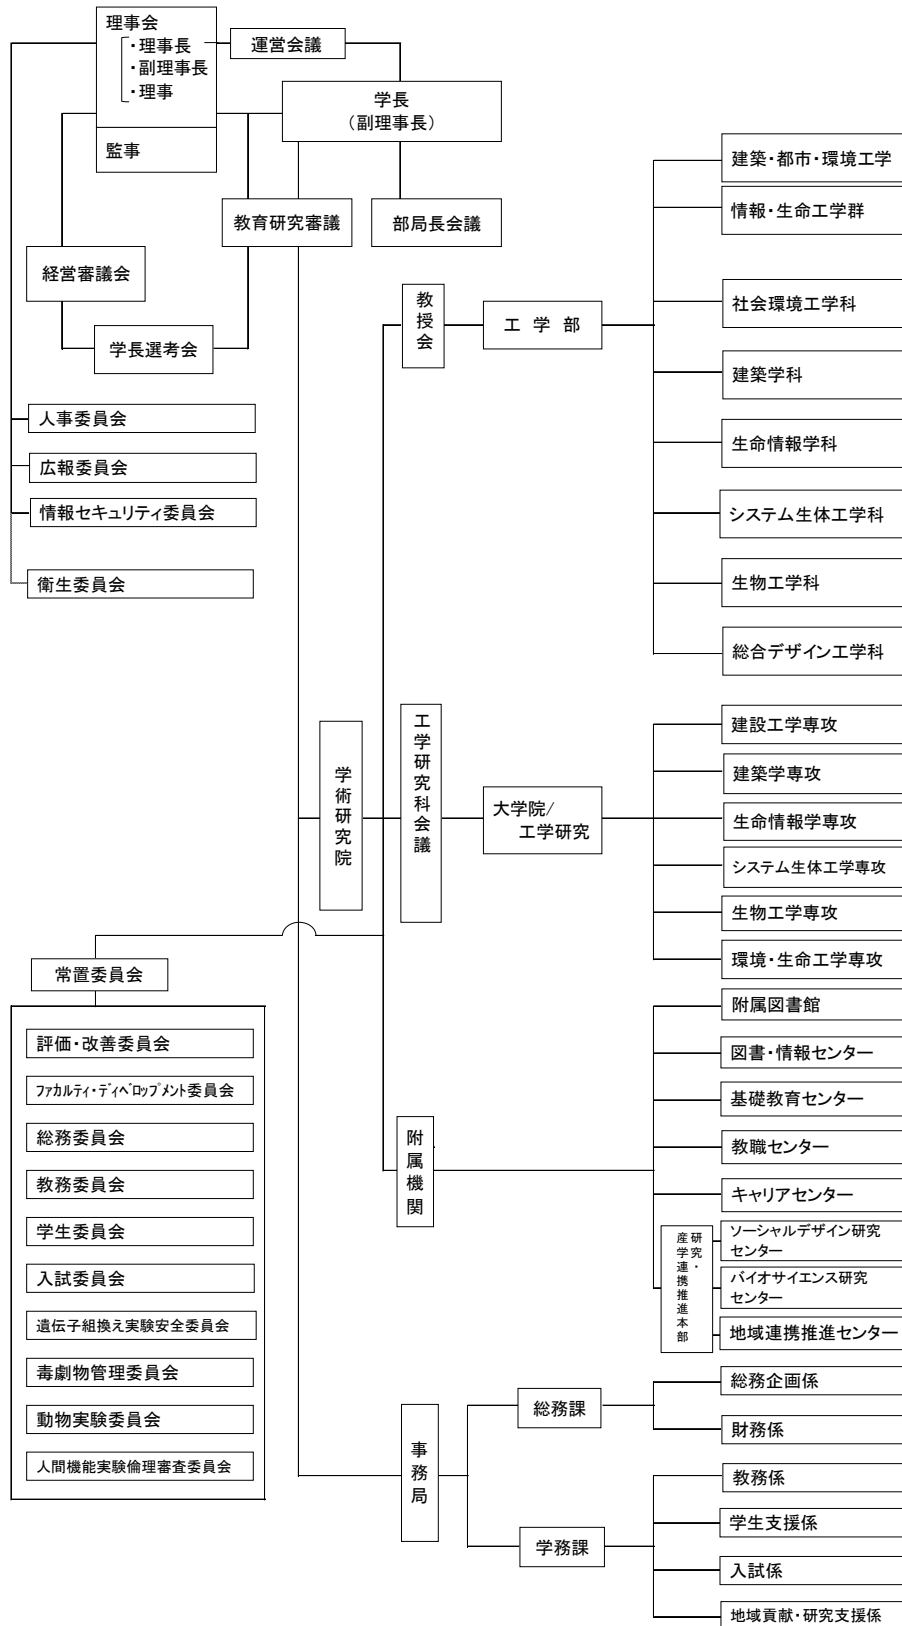 理事会
・理事長
・副理事長
・理事
監事
運営会議
学長
（副理事長）
教育研究審議
部局長会議
経営審議会
学長選考会
人事委員会
広報委員会
情報セキュリティ委員会
衛生委員会
教授会
工 学 部
建築・都市・環境工学
情報・生命工学群
社会環境工学科
建築学科
生命情報学科
システム生体工学科
生物工学科
総合デザイン工学科
学術研究院
工学研究科会議
大学院/
工学研究
建設工学専攻
建築学専攻
生命情報学専攻
システム生体工学専攻
生物工学専攻
環境・生命工学専攻
常置委員会
評価・改善委員会
ﾌｧｶﾙﾃｨ・ﾃﾞｨﾍﾞﾛｯﾌﾟﾒﾝﾄ委員会
総務委員会
教務委員会
学生委員会
入試委員会
遺伝子組換え実験安全委員会
毒劇物管理委員会
動物実験委員会
人間機能実験倫理審査委員会
附属機関
附属図書館
図書・情報センター
基礎教育センター
教職センター
キャリアセンター
研究・
産学連携推進本部
ソーシャルデザイン研究
センター
バイオサイエンス研究
センター
地域連携推進センター
事務局
総務課
総務企画係
財務係
学務課
教務係
学生支援係
入試係
地域貢献・研究支援係